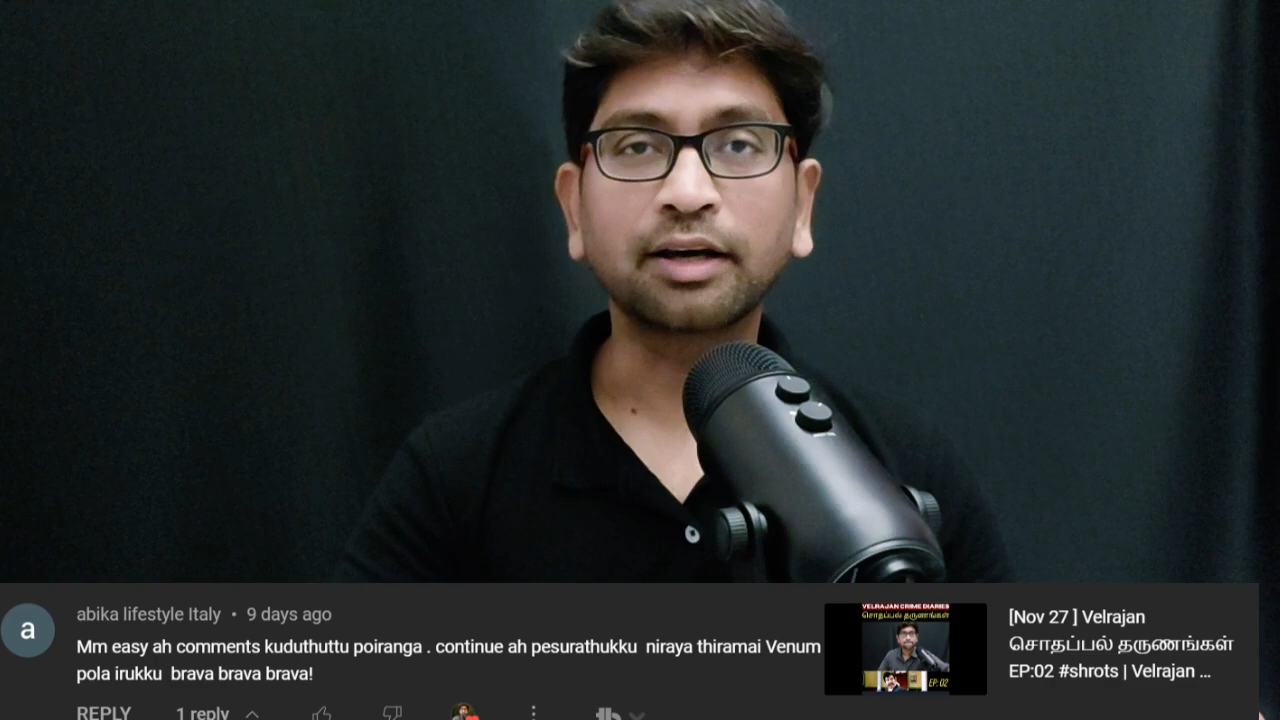 abika lifestyle Italy • 9 days ago
Mm easy ah comments kuduthuttu poiranga . continue ah pesurathukku niraya thiramai Venum
pola irukku brava brava brava!
REPLY 1 reply
VELRAJAN CRIME DIARIES
சொதப்பல் தருணங்கள்
EP: 02
[Nov 27 ] Velrajan
சொதப்பல் தருணங்கள்
EP:02 #shrots | Velrajan ...